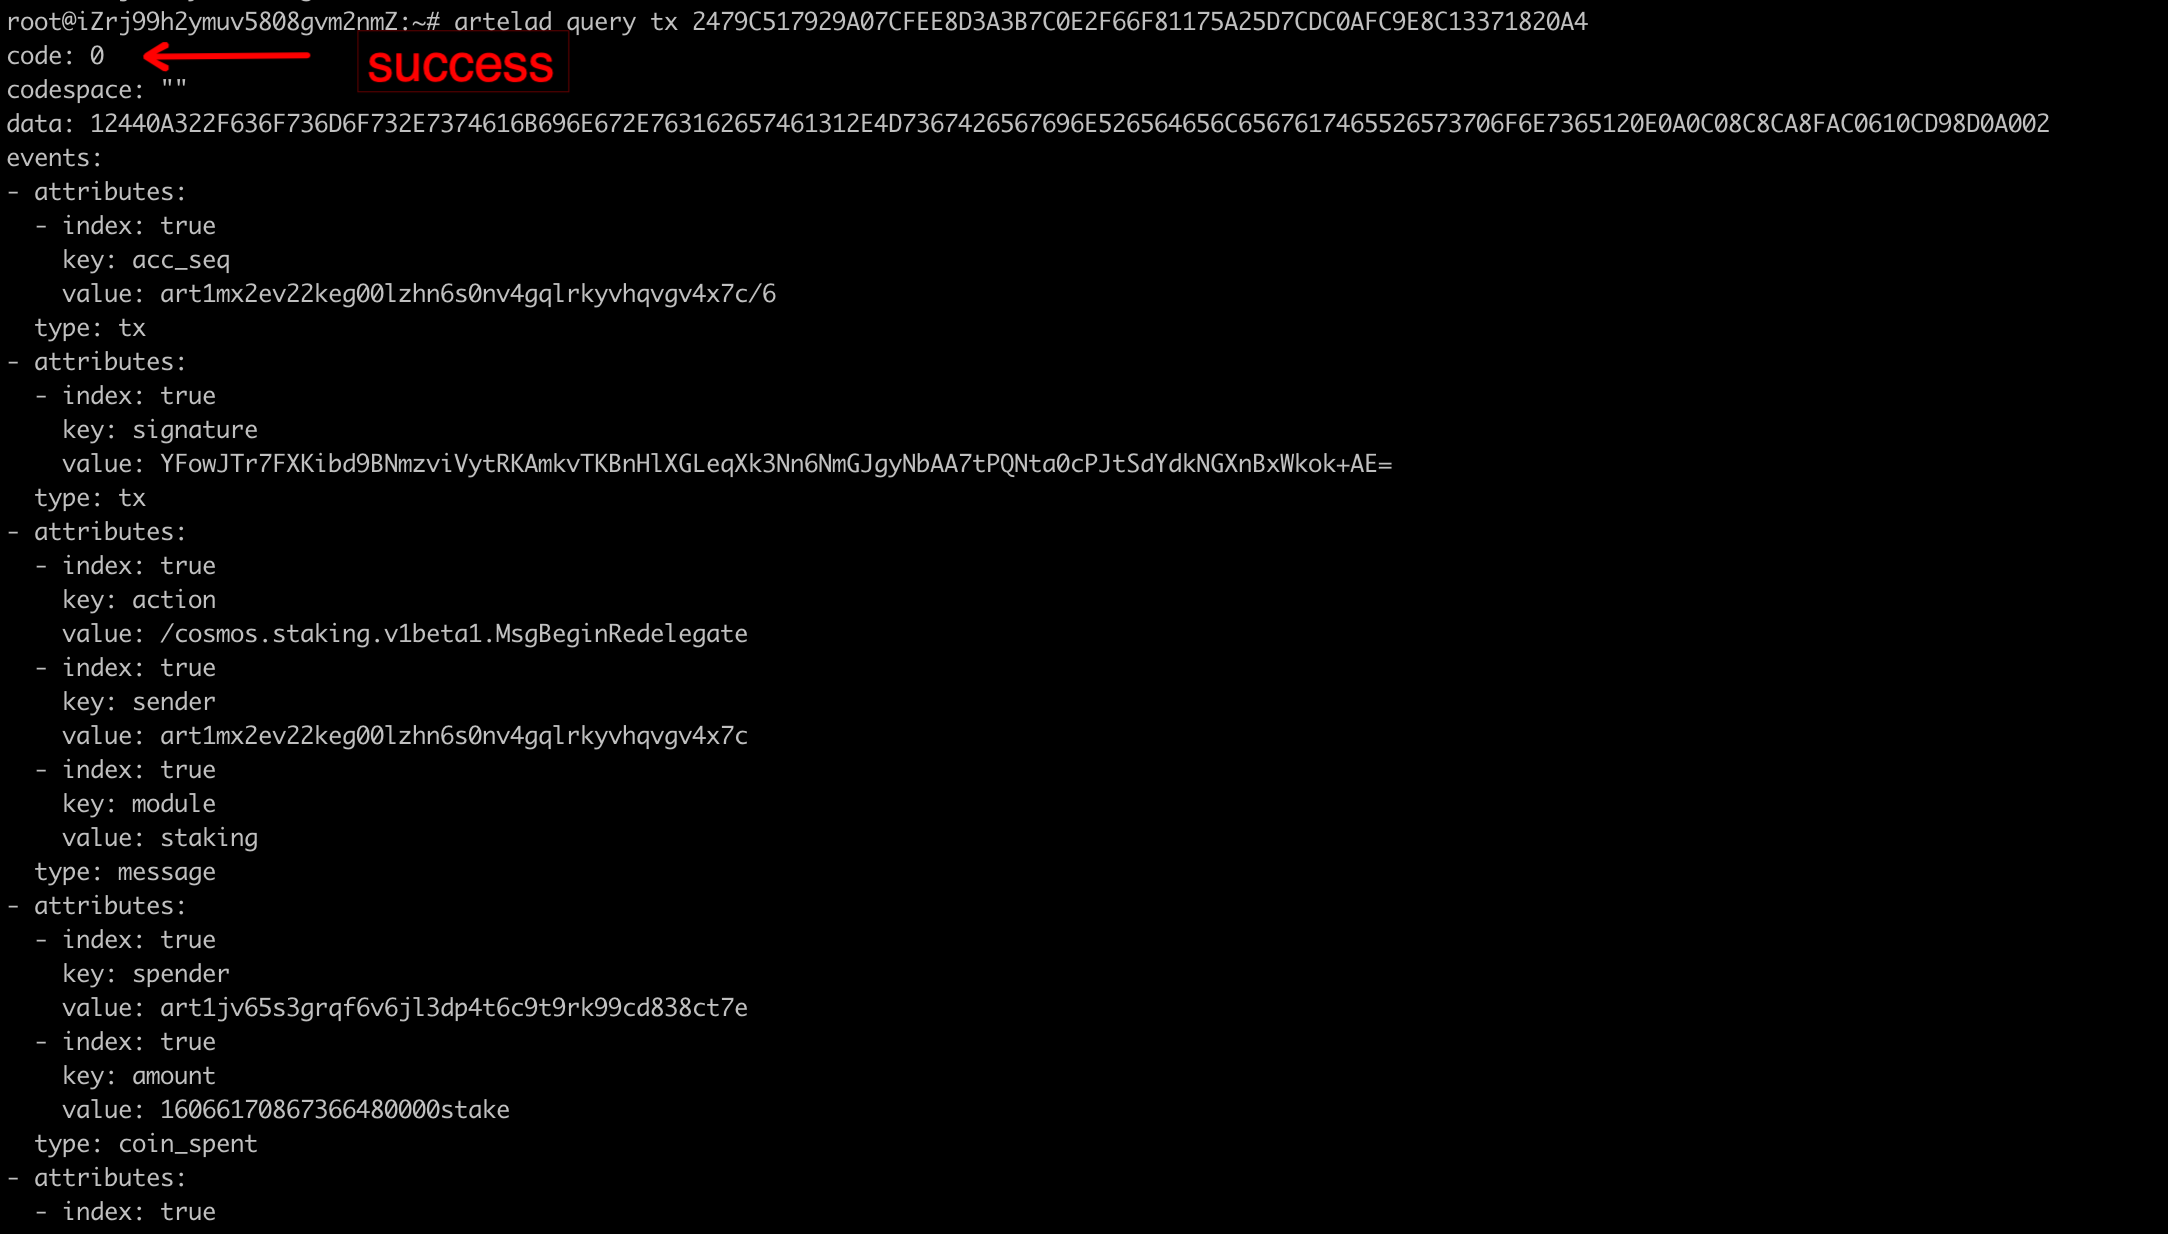 root@iZrj99h2ymuv5808gvm2nmZ:~# artelad query tx 2479C517929A07CFEE8D3A3B7C0E2F66F81175A25D7CDC0AFC9E8C13371820A4
code: 0
success
codespace: ""
data: 12440A322F636F736D6F732E7374616B696E672E763162657461312E4D7367426567696E526564656C6567617465526573706F6E7365120E0A0C08C8CA8FAC0610CD98D0A002
events:
- attributes:
  - index: true
    key: acc_seq
    value: art1mx2ev22keg00lzhn6s0nv4gqlrkyvhqvgv4x7c/6
  type: tx
- attributes:
  - index: true
    key: signature
    value: YFowJTr7FXKibd9BNmzviVytRKAmkvTKBnHlXGLeqXk3Nn6NmGJgyNbAA7tPQNta0cPJtSdYdkNGXnBxWkok+AE=
  type: tx
- attributes:
  - index: true
    key: action
    value: /cosmos.staking.v1beta1.MsgBeginRedelegate
  - index: true
    key: sender
    value: art1mx2ev22keg00lzhn6s0nv4gqlrkyvhqvgv4x7c
  - index: true
    key: module
    value: staking
  type: message
- attributes:
  - index: true
    key: spender
    value: art1jv65s3grqf6v6jl3dp4t6c9t9rk99cd838ct7e
  - index: true
    key: amount
    value: 16066170867366480000stake
  type: coin_spent
- attributes:
  - index: true